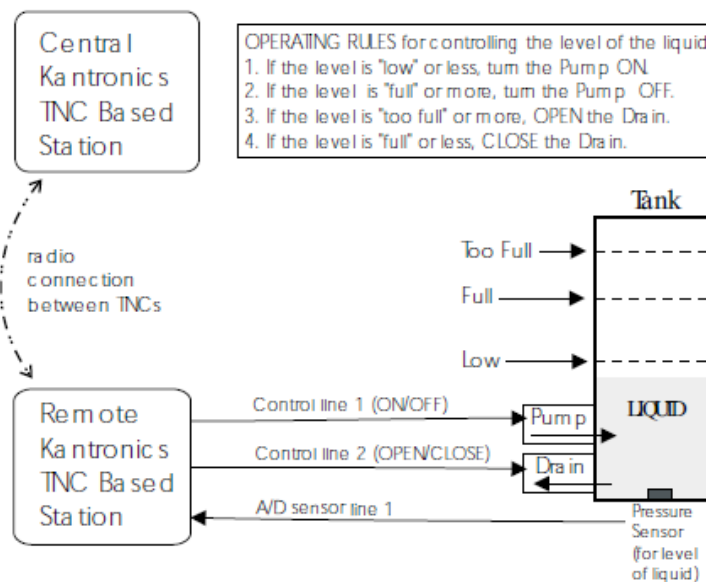 Central
Kantronics
TNC Based
Station
OPERATING RULES for controlling the level of the liquid
1. If the level is "low" or less, turn the Pump ON.
2. If the level is "full" or more, turn the Pump OFF.
3. If the level is "too full" or more, OPEN the Drain.
4. If the level is "full" or less, CLOSE the Drain.
Tank
radio
connection
between TNCs
Too Full
Full
Low
LIQUID
Remote
Kantronics
TNC Based
Station
Control line 1 (ON/OFF)
Pump
Control line 2 (OPEN/CLOSE)
Drain
A/D sensor line 1
Pressure
Sensor
(for level
of liquid)